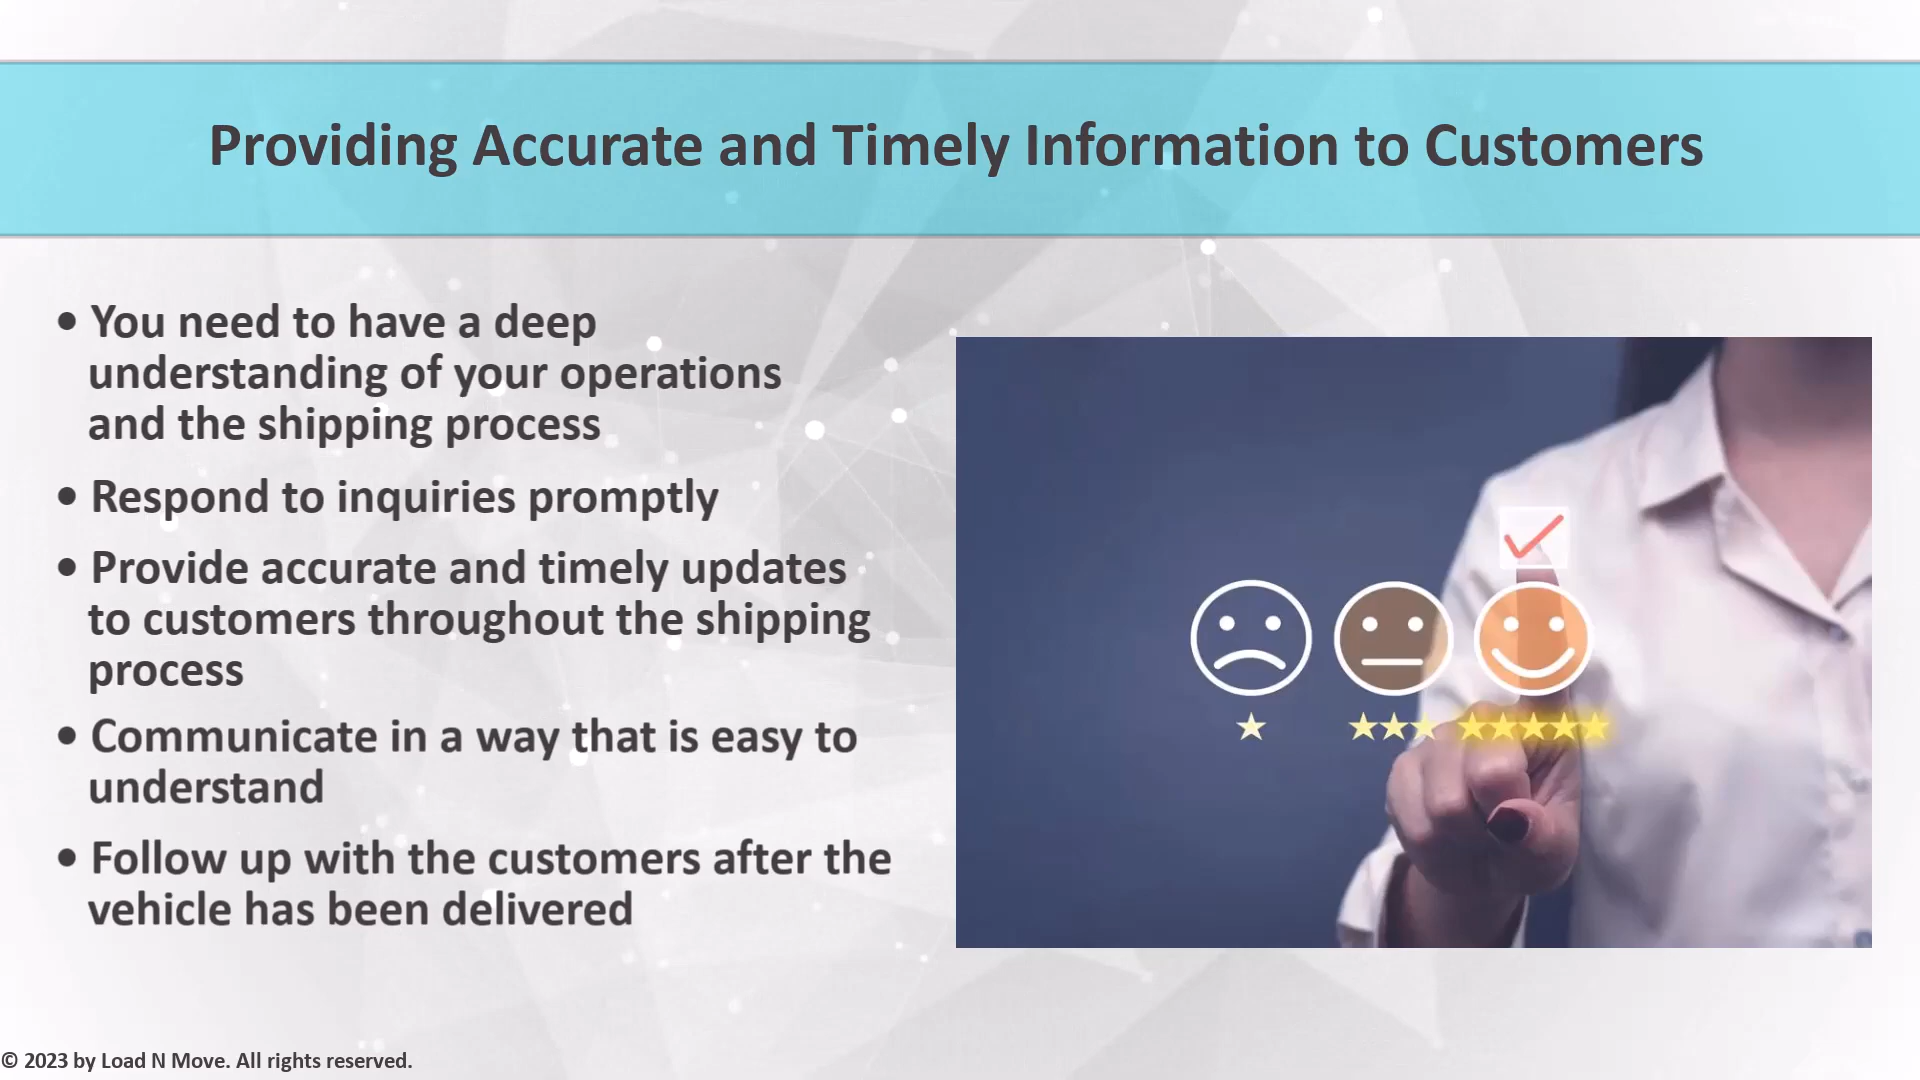 Providing Accurate and Timely Information to Customers
• You need to have a deep
understanding of your operations
and the shipping process
• Respond to inquiries promptly
• Provide accurate and timely updates
to customers throughout the shipping
process
• Communicate in a way that is easy to
understand
• Follow up with the customers after the
vehicle has been delivered
© 2023 by Load N Move. All rights reserved.